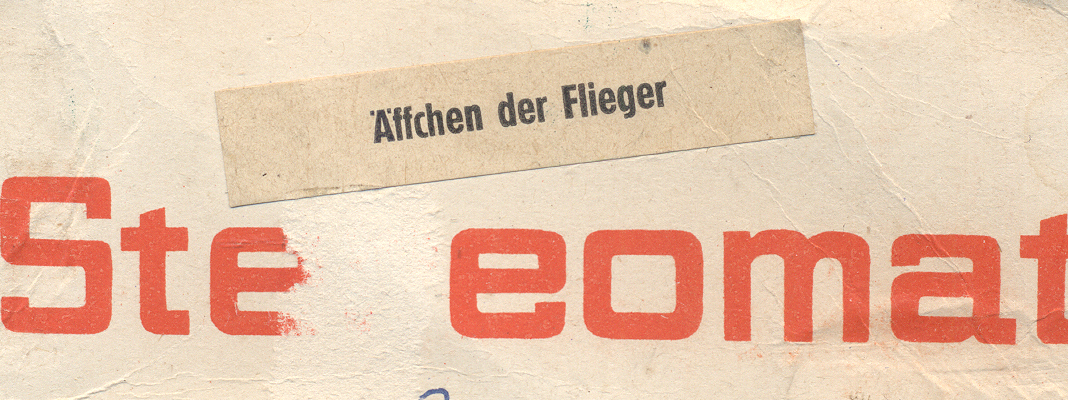 Äffchen der Flieger
Ste eomat